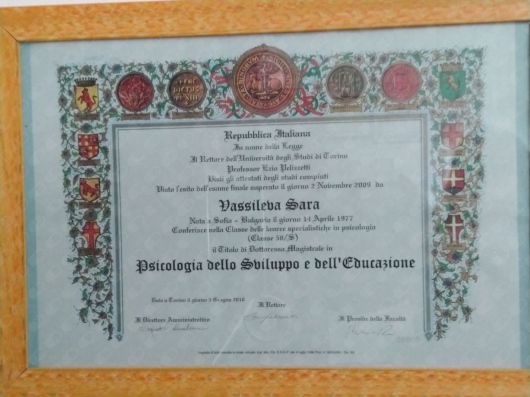 Repubblica Italiana
In nome della Legge
Il Rettore dell'Università degli Studi di Torino
Professor Ezio Pelizzetti
Visti gli attestati degli studi compiuti
Visto l'esito dell'esame finale superato il giorno 2 Novembre 2009 da
Vassileva Sara
Nata a Sofia - Bulgaria il giorno 14 Aprile 1977
Conferisce nella Classe delle lauree specialistiche in psicologia
(Classe 58/S)
il Titolo di Dottoressa Magistrale in
Psicologia dello Sviluppo e dell'Educazione
Dato a Torino il giorno Giugno 2010
Il Rettore
Il Direttore Amministrativo
Il Preside della Facoltà